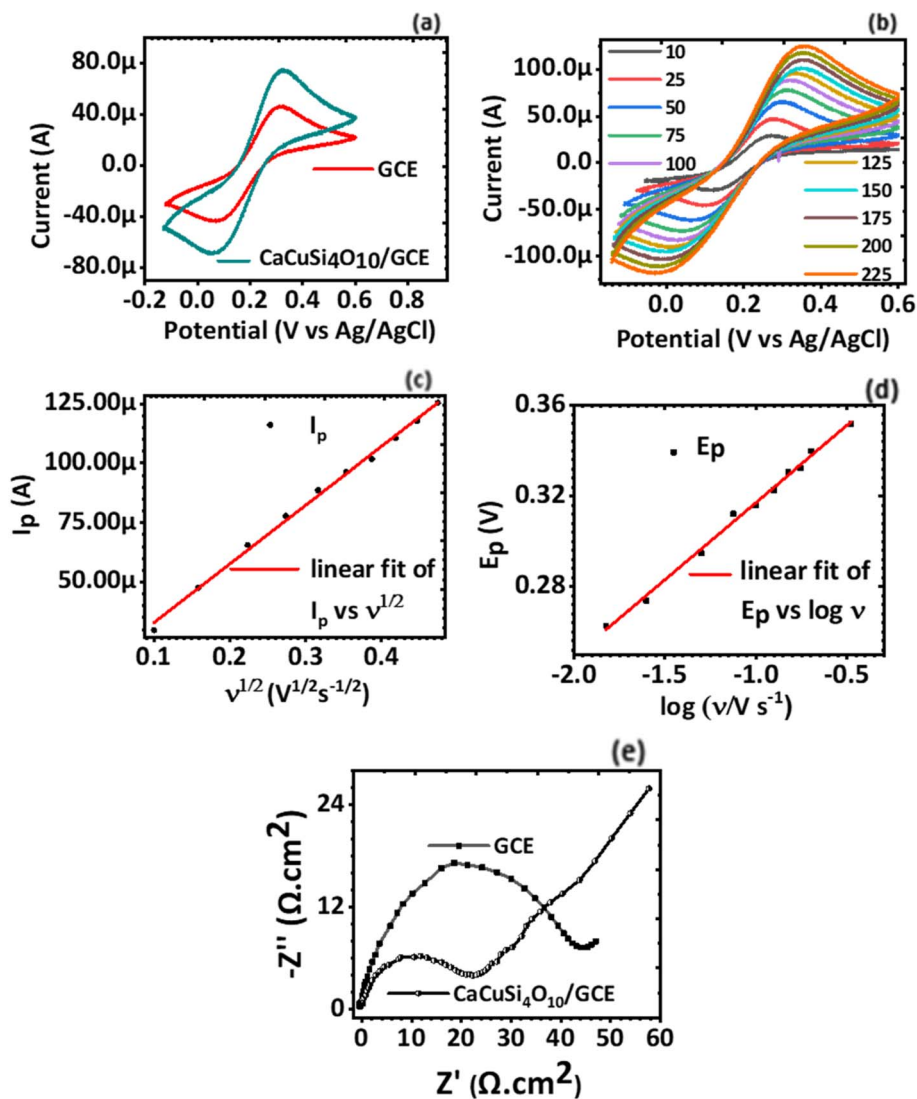 (a)
80.0μ
40.0μ
0.0
-40.0μ
-80.0μ
Current (A)
GCE
CaCuSi4O10/GCE
-0.2 0.0 0.2 0.4 0.6 0.8
Potential (V vs Ag/AgCl)
(b)
100.0μ
50.0μ
0.0
-50.0μ
-100.0μ
Current (A)
10
25
50
75
100
125
150
175
200
225
0.0 0.2 0.4 0.6
Potential (V vs Ag/AgCl)
(c)
125.00μ
100.00μ
75.00μ
50.00μ
Ip (A)
Ip
linear fit of
Ip vs ν1/2
0.1 0.2 0.3 0.4
ν1/2 (V1/2s-1/2)
(d)
0.36
0.32
0.28
Ep (V)
Ep
linear fit of
Ep vs log ν
-2.0 -1.5 -1.0 -0.5
log (ν/V s-1)
(e)
24
12
0
-Z'' (Ω.cm2)
GCE
CaCuSi4O10/GCE
0 10 20 30 40 50 60
Z' (Ω.cm2)